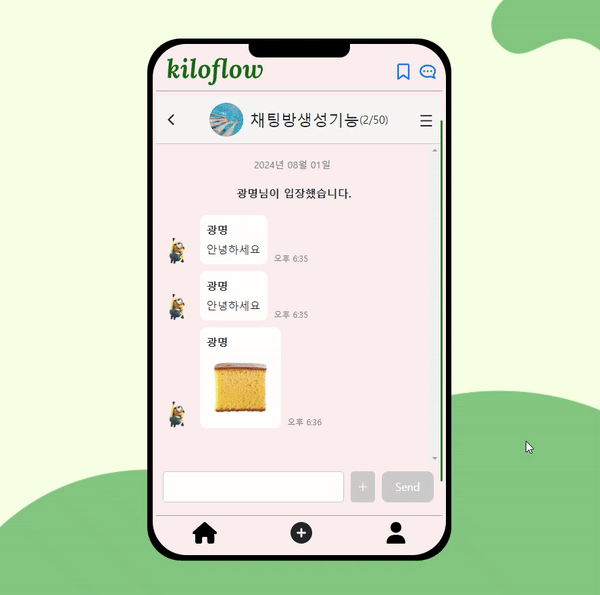 kiloflow
채팅방생성기능(2/50)
2024년 08월 01일
광명님이 입장했습니다.
광명
안녕하세요
오후 6:35
광명
안녕하세요
오후 6:35
광명
오후 6:36
+
Send